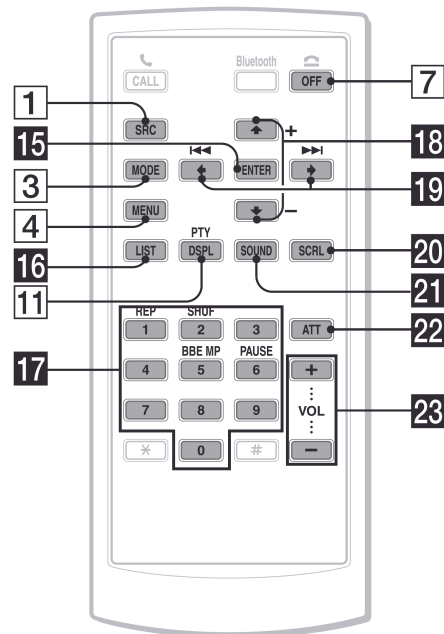 Bluetooth
CALL OFF 7
1
SRC +
15 18
MODE ENTER 19
3
MENU −
4 PTY
LIST DSPL SOUND SCRL 20
16
11 21
REP SHUF
1 2 3 ATT 22
BBE MP PAUSE
17 4 5 6 +
VOL 23
7 8 9
* 0 # −